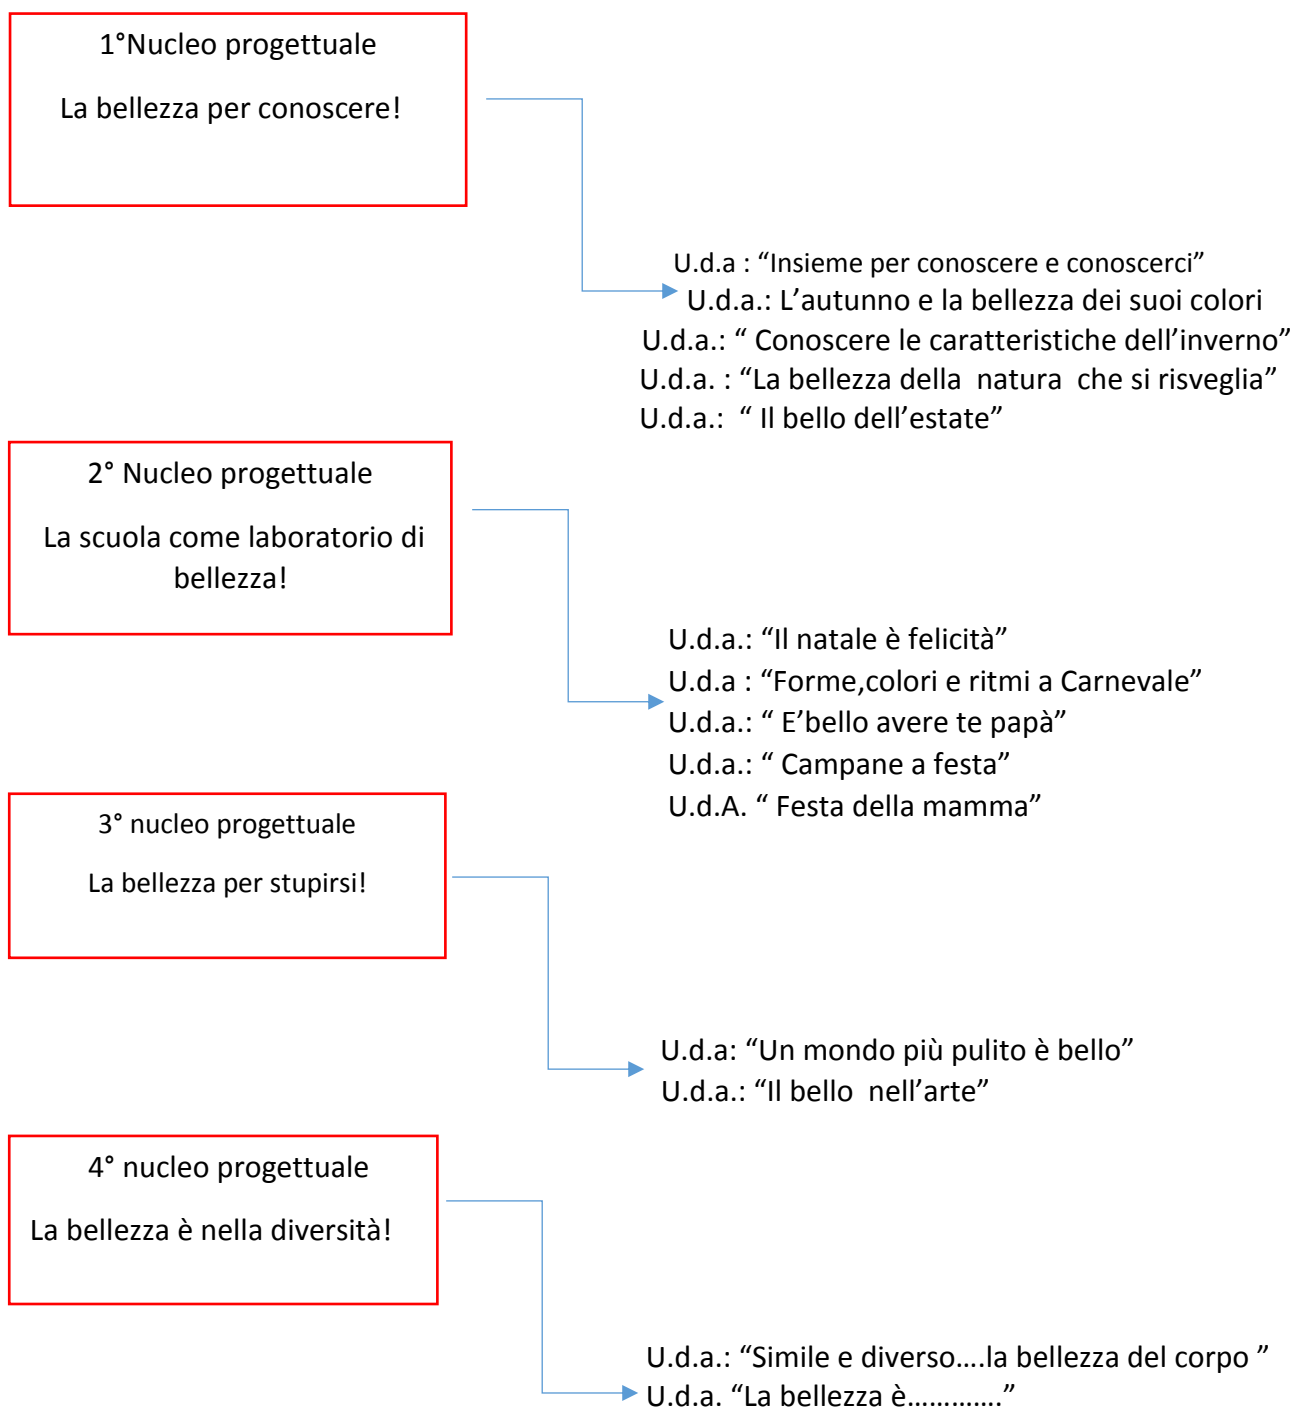 1°Nucleo progettuale
La bellezza per conoscere!
U.d.a : “Insieme per conoscere e conoscerci”
U.d.a.: L’autunno e la bellezza dei suoi colori
U.d.a.: “ Conoscere le caratteristiche dell’inverno”
U.d.a. : “La bellezza della  natura  che si risveglia”
U.d.a.:  “ Il bello dell’estate”
2° Nucleo progettuale
La scuola come laboratorio di
bellezza!
U.d.a.: “Il natale è felicità”
U.d.a : “Forme,colori e ritmi a Carnevale”
U.d.a.: “ E’bello avere te papà”
U.d.a.: “ Campane a festa”
U.d.A. “ Festa della mamma”
3° nucleo progettuale
La bellezza per stupirsi!
U.d.a: “Un mondo più pulito è bello”
U.d.a.: “Il bello  nell’arte”
4° nucleo progettuale
La bellezza è nella diversità!
U.d.a.: “Simile e diverso….la bellezza del corpo ”
U.d.a. “La bellezza è………….”